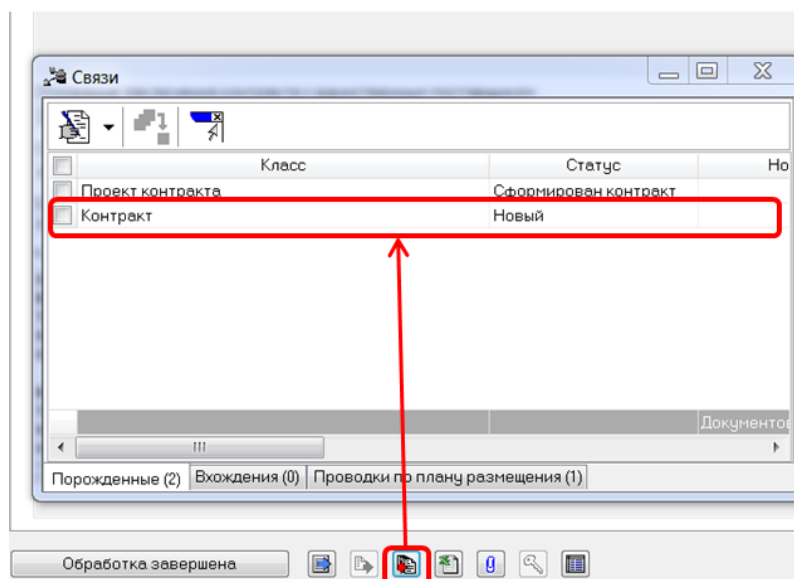 Связи
Класс Статус Но
Проект контракта Сформирован контракт
Контракт Новый
Документов
Порожденные (2) Вхождения (0) Проводки по плану размещения (1)
Обработка завершена